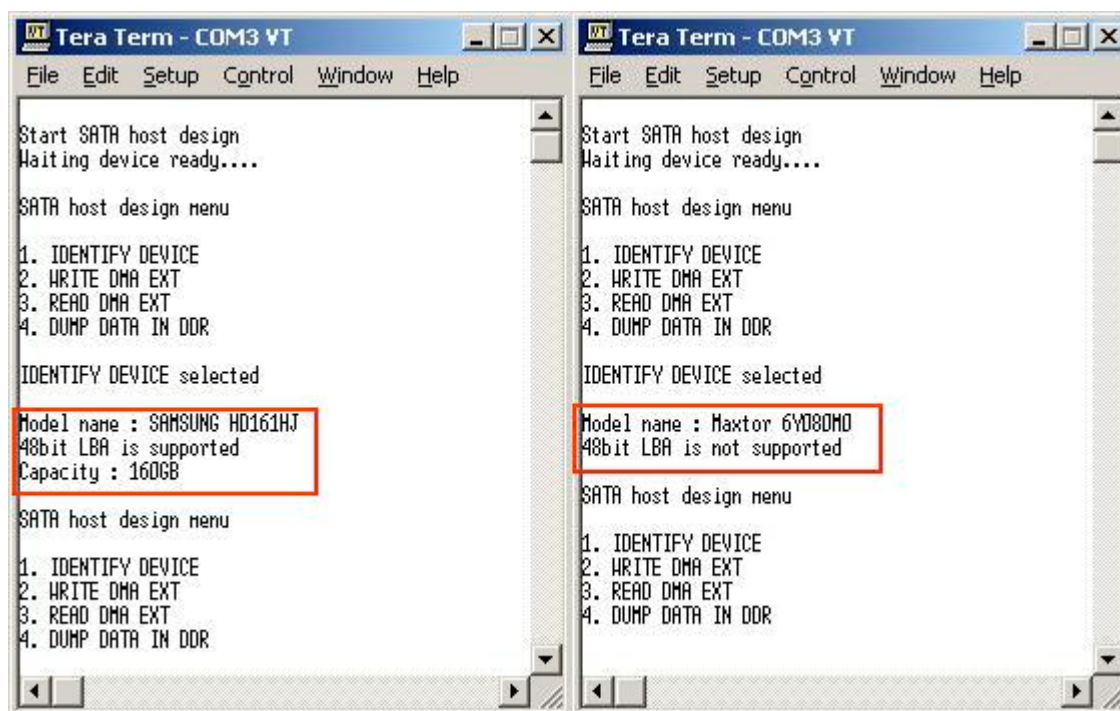 Tera Term - COM3 VT
File Edit Setup Control Window Help
Start SATA host design
Waiting device ready....
SATA host design menu
1. IDENTIFY DEVICE
2. WRITE DMA EXT
3. READ DMA EXT
4. DUMP DATA IN DDR
IDENTIFY DEVICE selected
Model name : SAMSUNG HD161HJ
48bit LBA is supported
Capacity : 160GB
SATA host design menu
1. IDENTIFY DEVICE
2. WRITE DMA EXT
3. READ DMA EXT
4. DUMP DATA IN DDR
Tera Term - COM3 VT
File Edit Setup Control Window Help
Start SATA host design
Waiting device ready....
SATA host design menu
1. IDENTIFY DEVICE
2. WRITE DMA EXT
3. READ DMA EXT
4. DUMP DATA IN DDR
IDENTIFY DEVICE selected
Model name : Maxtor 6Y080M0
48bit LBA is not supported
SATA host design menu
1. IDENTIFY DEVICE
2. WRITE DMA EXT
3. READ DMA EXT
4. DUMP DATA IN DDR